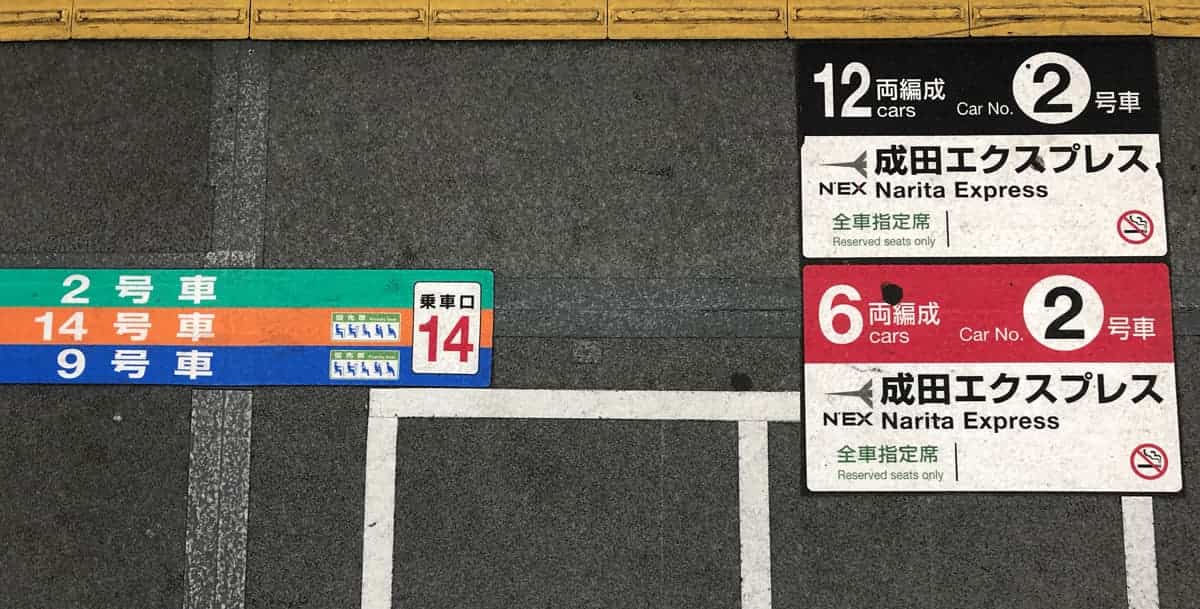 12 両編成 cars Car No. 2 号車
成田エクスプレス
N'EX Narita Express
全車指定席
Reserved seats only
2号車
14号車 優先席 Priority Seat
9号車 優先席 Priority Seat
乗車口
14
6 両編成 cars Car No. 2 号車
成田エクスプレス
N'EX Narita Express
全車指定席
Reserved seats only